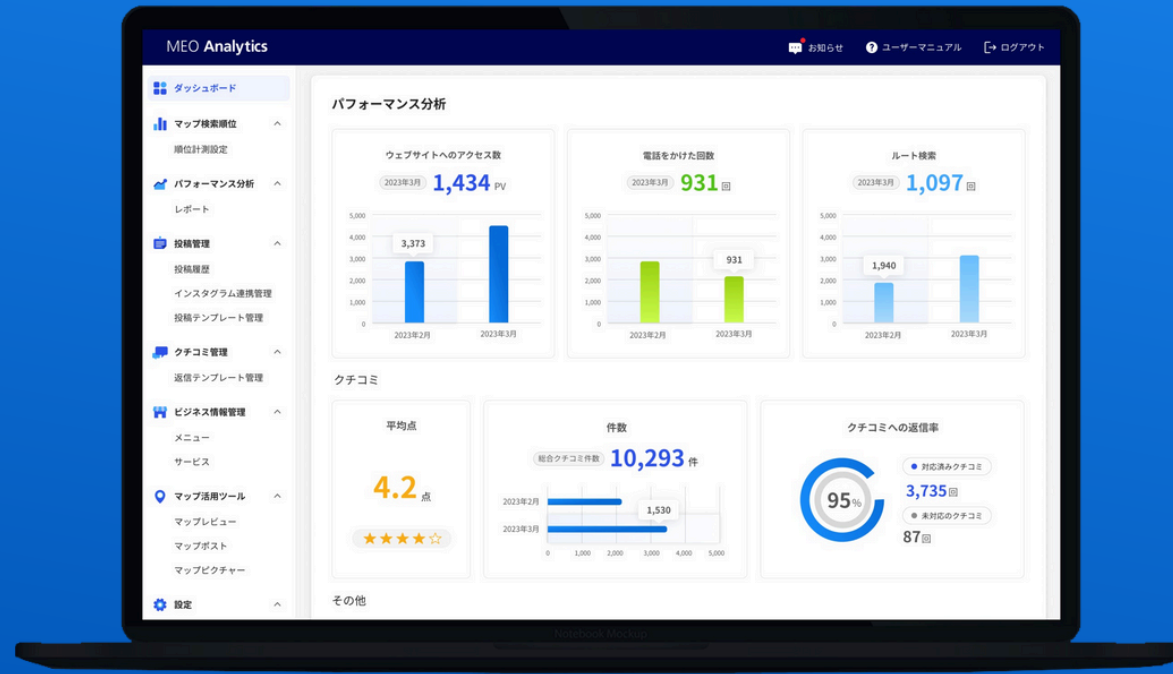 MEO Analytics
お知らせ
ユーザーマニュアル
ログアウト
ダッシュボード
マップ検索順位
順位計測設定
パフォーマンス分析
レポート
投稿管理
投稿履歴
インスタグラム連携管理
投稿テンプレート管理
クチコミ管理
返信テンプレート管理
ビジネス情報管理
メニュー
サービス
マップ活用ツール
マップレビュー
マップポスト
マップピクチャー
設定
パフォーマンス分析
ウェブサイトへのアクセス数
2023年3月 1,434 PV
5,000
4,000
3,000
2,000
1,000
0
3,373
2023年2月 2023年3月
電話をかけた回数
2023年3月 931 回
5,000
4,000
3,000
2,000
1,000
0
931
2023年2月 2023年3月
ルート検索
2023年3月 1,097 回
5,000
4,000
3,000
2,000
1,000
0
1,940
2023年2月 2023年3月
クチコミ
平均点
4.2 点
件数
総合クチコミ件数 10,293 件
2023年2月
2023年3月
1,530
0 1,000 2,000 3,000 4,000 5,000
クチコミへの返信率
95%
対応済みクチコミ
3,735回
未対応のクチコミ
87回
その他
Notebook Mockup